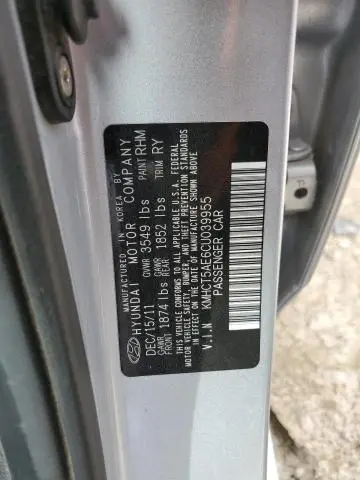 MANUFACTURED IN KOREA BY
HYUNDAI MOTOR COMPANY
DEC/15/11 GVWR 3549 lbs PAINT RHM
GAWR FRONT 1874 lbs GAWR REAR 1852 lbs TRIM RY
THIS VEHICLE CONFORMS TO ALL APPLICABLE U.S.A. FEDERAL
MOTOR VEHICLE SAFETY, BUMPER, AND THEFT PREVENTION
STANDARDS IN EFFECT ON THE DATE OF MANUFACTURE
SHOWN ABOVE.
V.I.N KMHCT5AE6CU039955
PASSENGER CAR